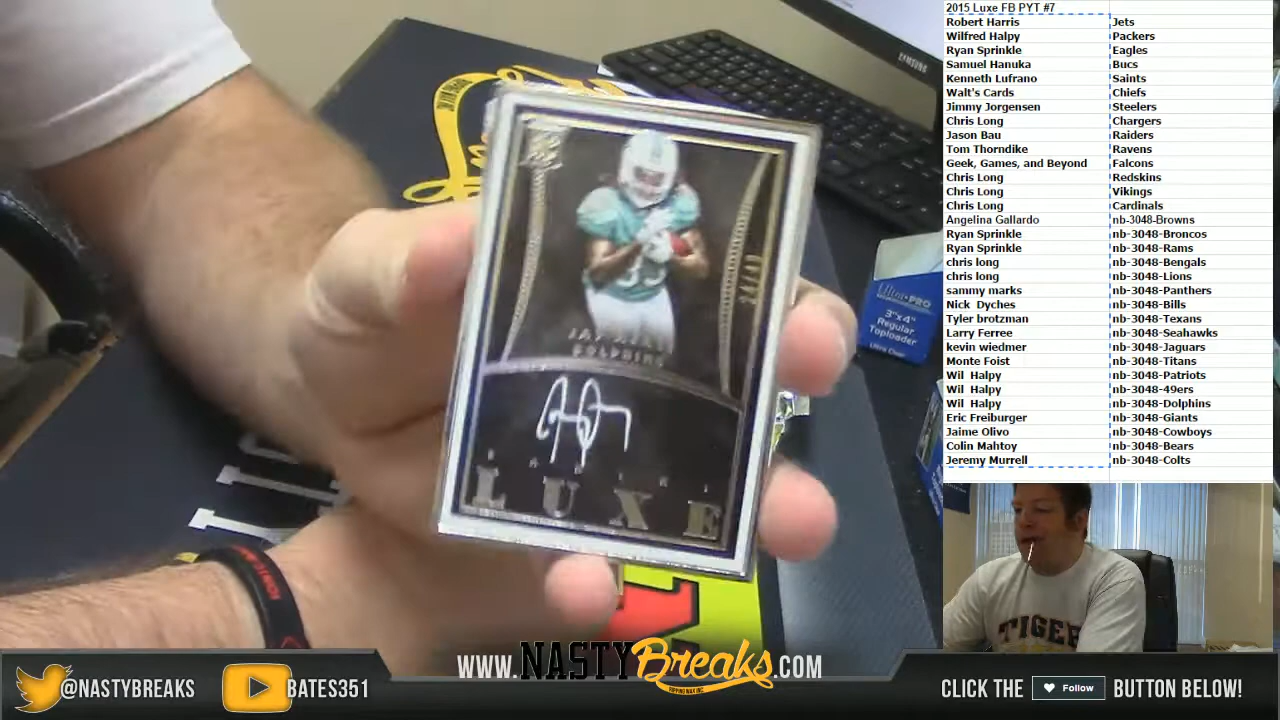 2015 Luxe FB PYT #7
Robert Harris Jets
Wilfred Halpy Packers
Ryan Sprinkle Eagles
Samuel Hanuka Bucs
Kenneth Lufrano Saints
Walt's Cards Chiefs
Jimmy Jorgensen Steelers
Chris Long Chargers
Jason Bau Raiders
Tom Thorndike Ravens
Geek, Games, and Beyond Falcons
Chris Long Redskins
Chris Long Vikings
Chris Long Cardinals
Angelina Gallardo nb-3048-Browns
Ryan Sprinkle nb-3048-Broncos
Ryan Sprinkle nb-3048-Rams
chris long nb-3048-Bengals
chris long nb-3048-Lions
sammy marks nb-3048-Panthers
Nick Dyches nb-3048-Bills
Tyler brotzman nb-3048-Texans
Larry Ferree nb-3048-Seahawks
kevin wiedmer nb-3048-Jaguars
Monte Foist nb-3048-Titans
Wil Halpy nb-3048-Patriots
Wil Halpy nb-3048-49ers
Wil Halpy nb-3048-Dolphins
Eric Freiburger nb-3048-Giants
Jaime Olivo nb-3048-Cowboys
Colin Mahtoy nb-3048-Bears
Jeremy Murrell nb-3048-Colts
SAMSUNG
Ultra-PRO
3"x4"
Regular
Toploader
DOLPHINS
LUXE
TIGER
@NASTYBREAKS
BATES351
WWW.NASTYBreaks.COM
CLICK THE Follow BUTTON BELOW!